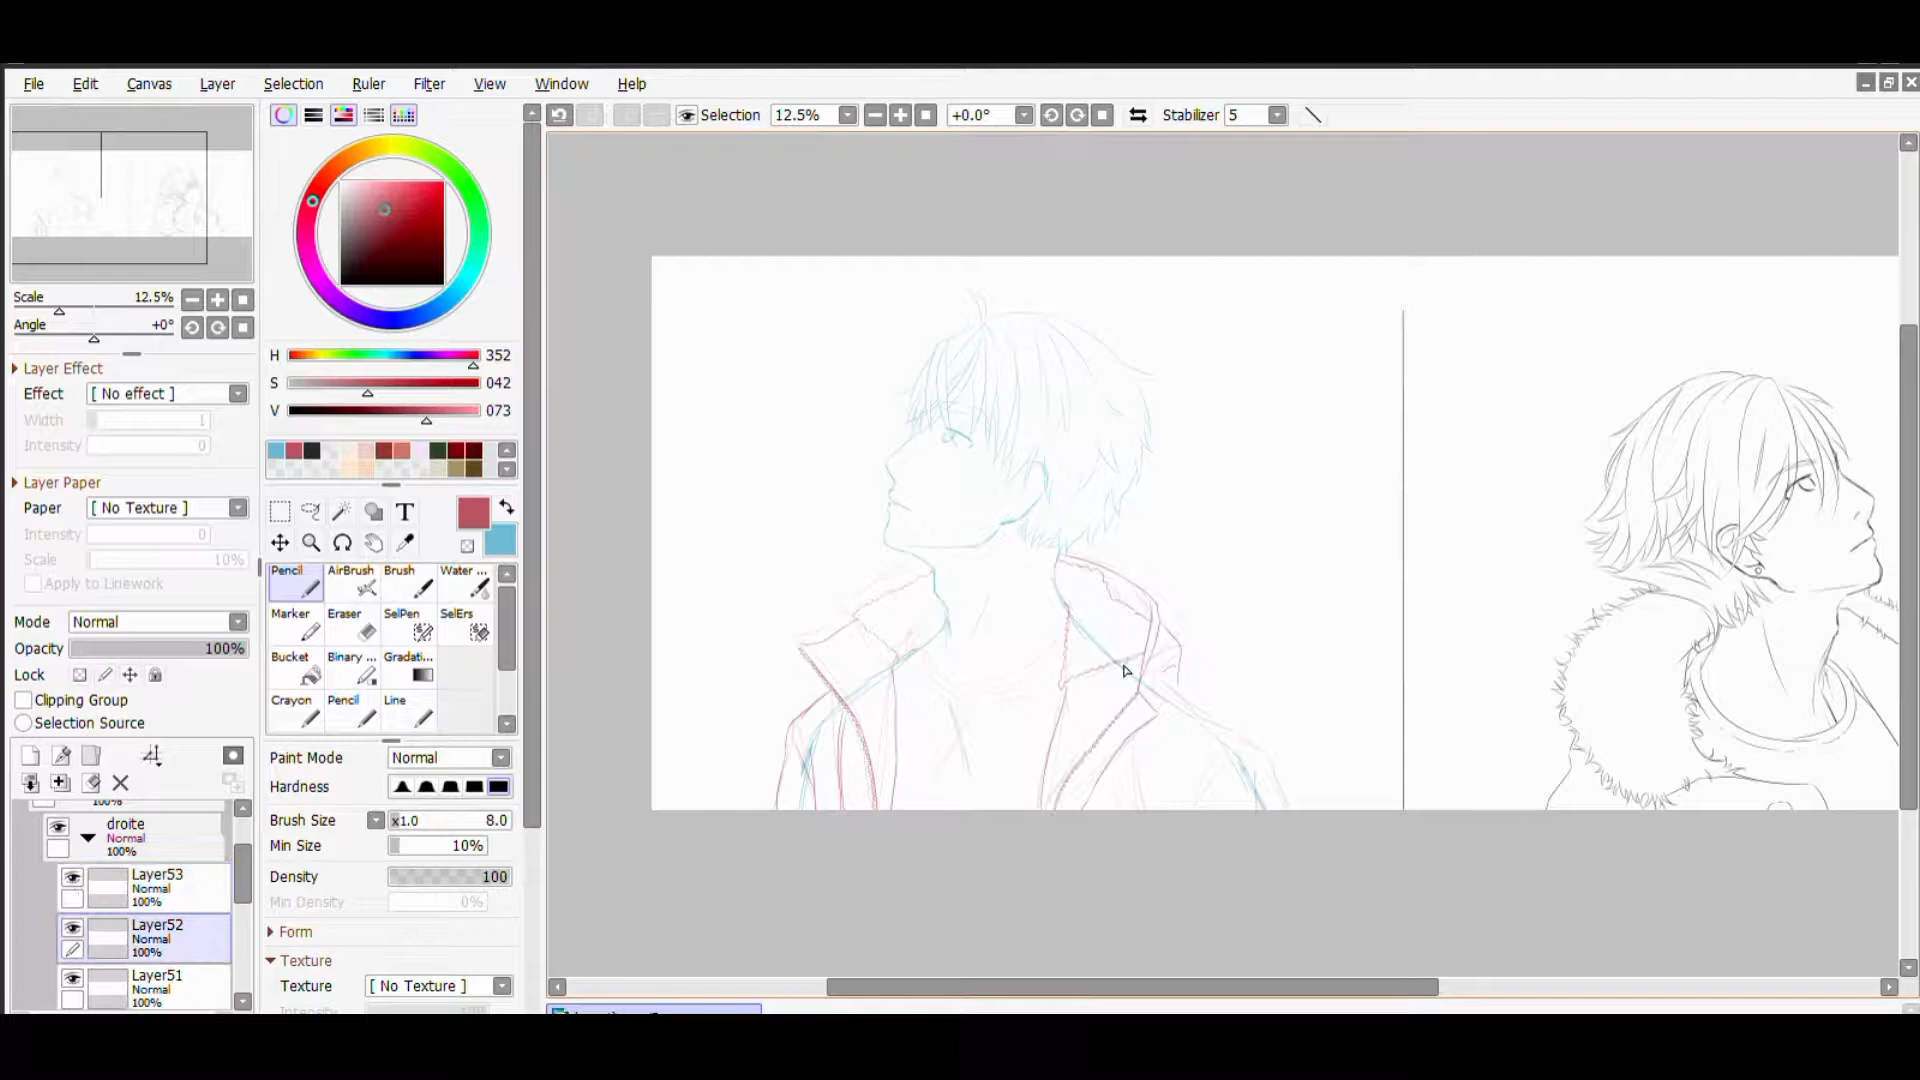 File Edit Canvas Layer Selection Ruler Filter View Window Help
Selection 12.5% +0.0° Stabilizer 5
Scale 12.5%
Angle +0°
Layer Effect
Effect [ No effect ]
Width 1
Intensity 0
Layer Paper
Paper [ No Texture ]
Intensity 0
Scale 10%
Apply to Linework
Mode Normal
Opacity 100%
Lock
Clipping Group
Selection Source
100%
droite
Normal
100%
Layer53
Normal
100%
Layer52
Normal
100%
Layer51
Normal
100%
H 352
S 042
V 073
T
Pencil AirBrush Brush Water ...
Marker Eraser SelPen SelErs
Bucket Binary ... Gradati...
Crayon Pencil Line
Paint Mode Normal
Hardness
Brush Size x1.0 8.0
Min Size 10%
Density 100
Min Density 0%
Form
Texture
Texture [ No Texture ]